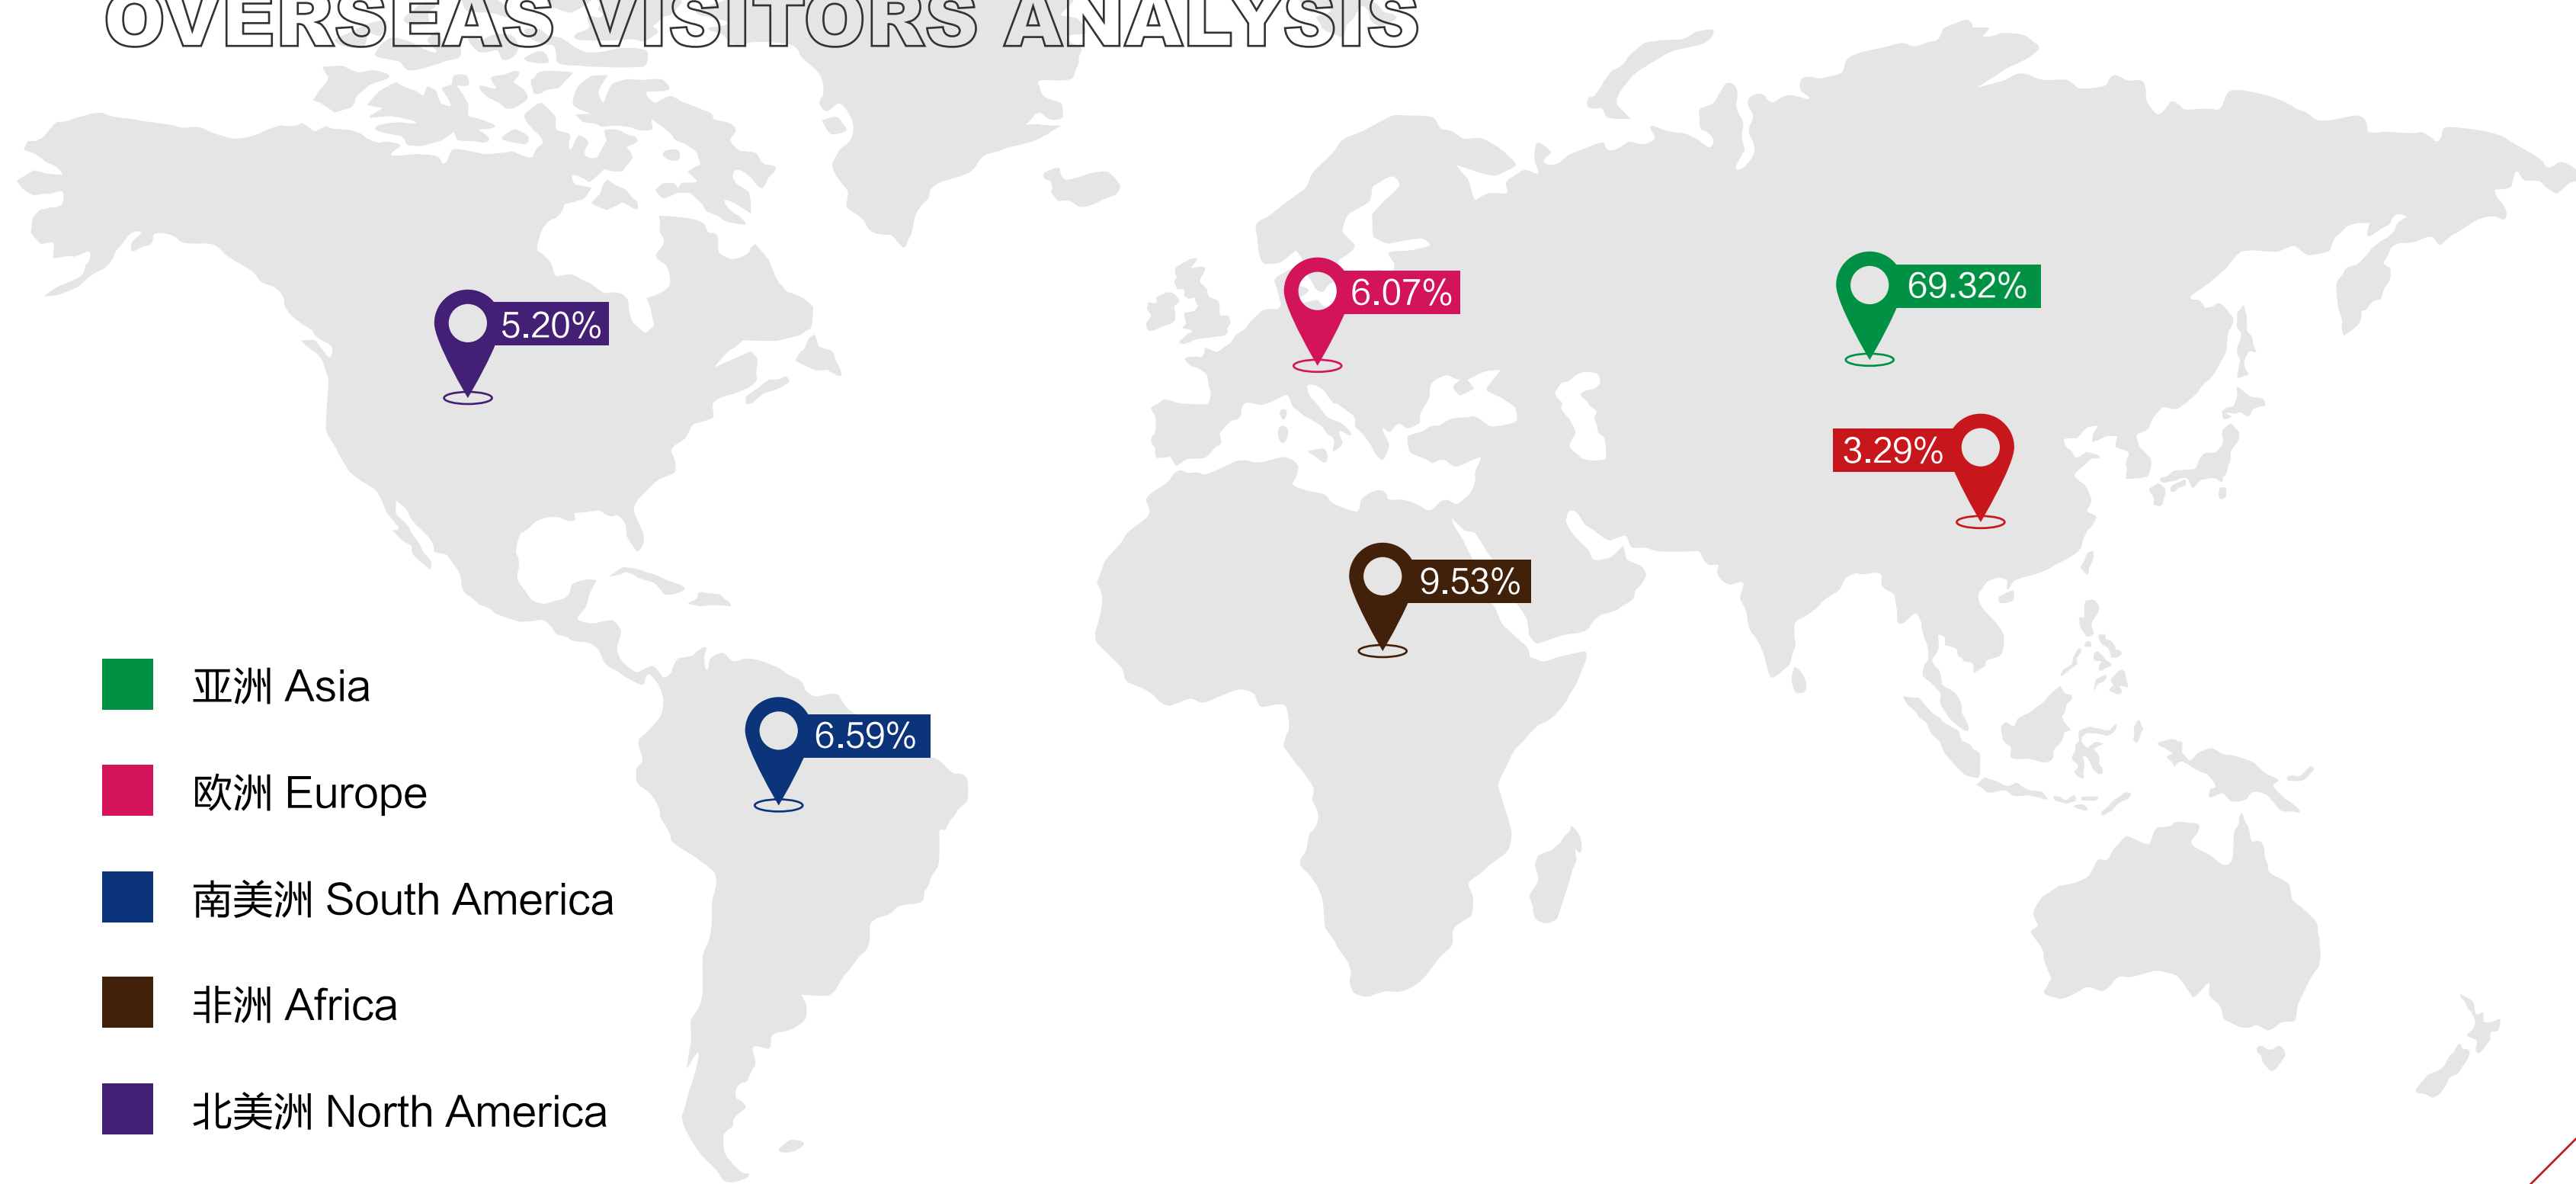 OVERSEAS VISITORS ANALYSIS
6.07%
69.32%
5.20%
3.29%
9.53%
6.59%
亚洲 Asia
欧洲 Europe
南美洲 South America
非洲 Africa
北美洲 North America